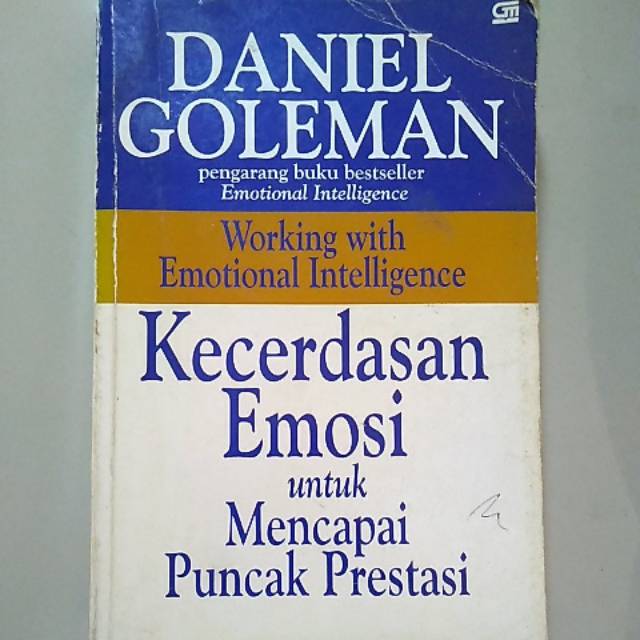 DANIEL
GOLEMAN
pengarang buku bestseller
Emotional Intelligence
Working with
Emotional Intelligence
Kecerdasan
Emosi
untuk
Mencapai
Puncak Prestasi